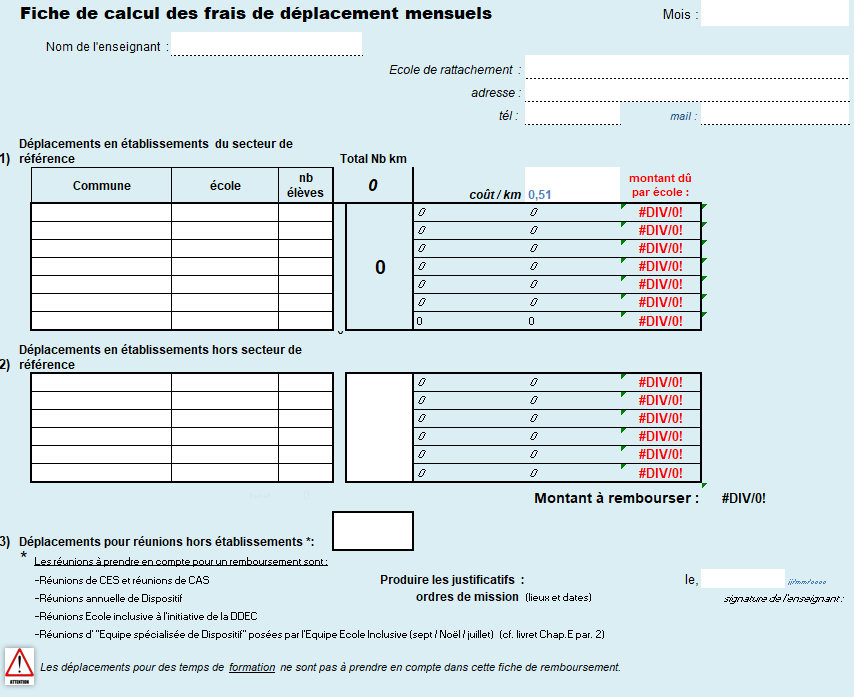 Fiche de calcul des frais de déplacement mensuels
Mois :
Nom de l'enseignant :
Ecole de rattachement :
adresse :
tél :
mail :
Déplacements en établissements du secteur de
1) référence
Total Nb km
Commune école nb élèves 0 coût / km 0,51 montant dû par école :
0 0 #DIV/0!
0 0 #DIV/0!
0 0 #DIV/0!
0 0 0 #DIV/0!
0 0 #DIV/0!
0 0 #DIV/0!
0 0 #DIV/0!
Déplacements en établissements hors secteur de
2) référence
0 0 #DIV/0!
0 0 #DIV/0!
0 0 #DIV/0!
0 0 #DIV/0!
0 0 #DIV/0!
0 0 #DIV/0!
Montant à rembourser : #DIV/0!
3) Déplacements pour réunions hors établissements *:
* Les réunions à prendre en compte pour un remboursement sont :
-Réunions de CES et réunions de CAS
-Réunions annuelle de Dispositif
-Réunions Ecole inclusive à l'initiative de la DDEC
-Réunions d' "Equipe spécialisée de Dispositif" posées par l'Equipe Ecole Inclusive (sept / Noël / juillet) (cf. livret Chap.E par. 2)
Produire les justificatifs :
ordres de mission (lieux et dates)
le, jj/mm/aaaa
signature de l'enseignant :
ATTENTION
Les déplacements pour des temps de formation ne sont pas à prendre en compte dans cette fiche de remboursement.